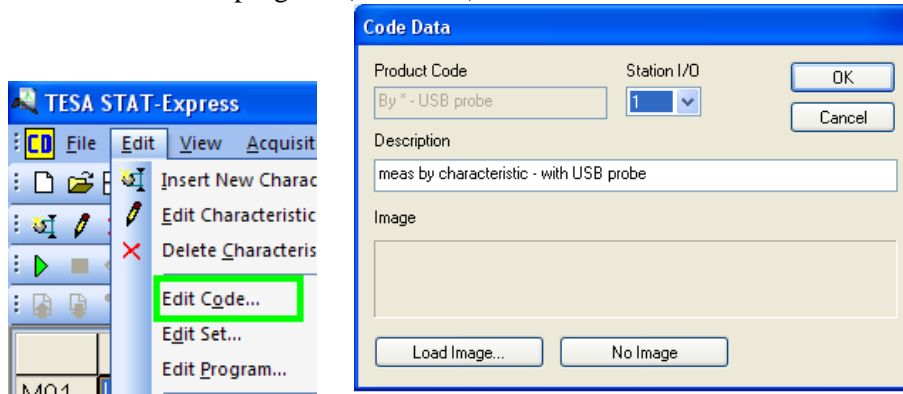 TESA STAT-Express
CD File Edit View Acquisit
Insert New Charac
Edit Characteristic
Delete Characteris
Edit Code...
Edit Set...
Edit Program...
M01
Code Data
Product Code Station I/O
By * - USB probe 1
OK
Cancel
Description
meas by characteristic - with USB probe
Image
Load Image... No Image